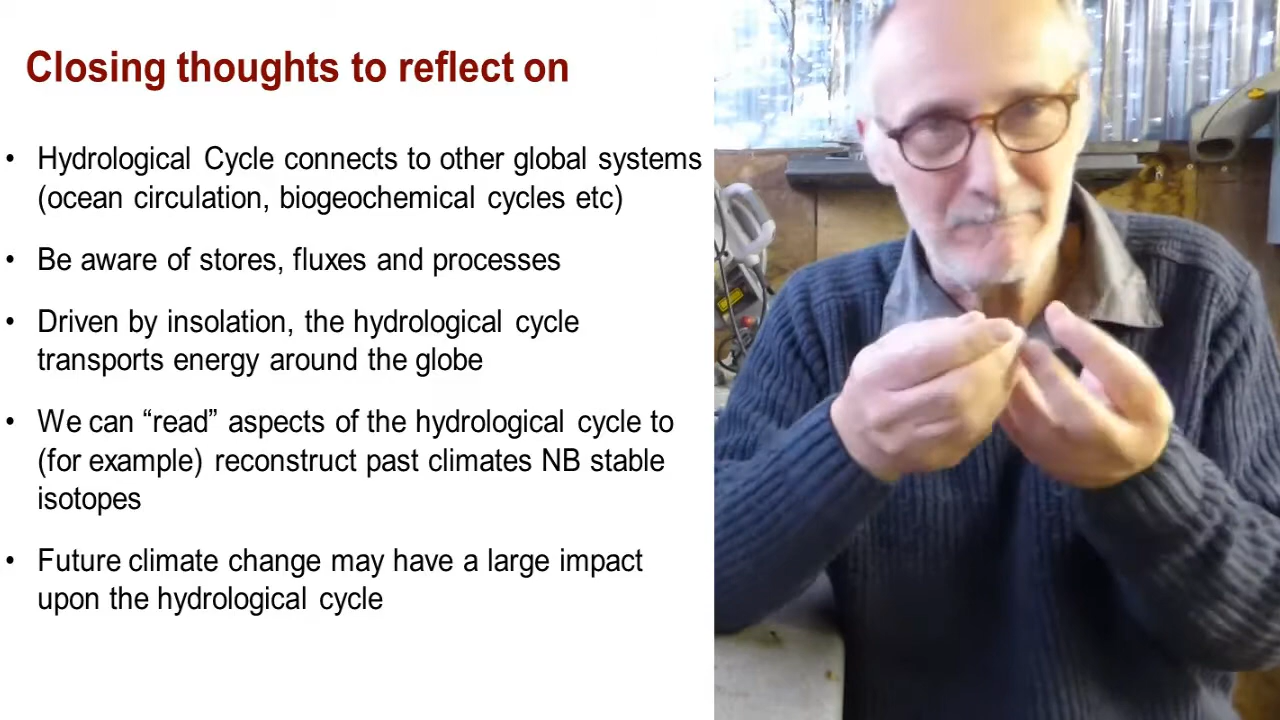 Closing thoughts to reflect on
• Hydrological Cycle connects to other global systems
(ocean circulation, biogeochemical cycles etc)
• Be aware of stores, fluxes and processes
• Driven by insolation, the hydrological cycle
transports energy around the globe
• We can “read” aspects of the hydrological cycle to
(for example) reconstruct past climates NB stable
isotopes
• Future climate change may have a large impact
upon the hydrological cycle